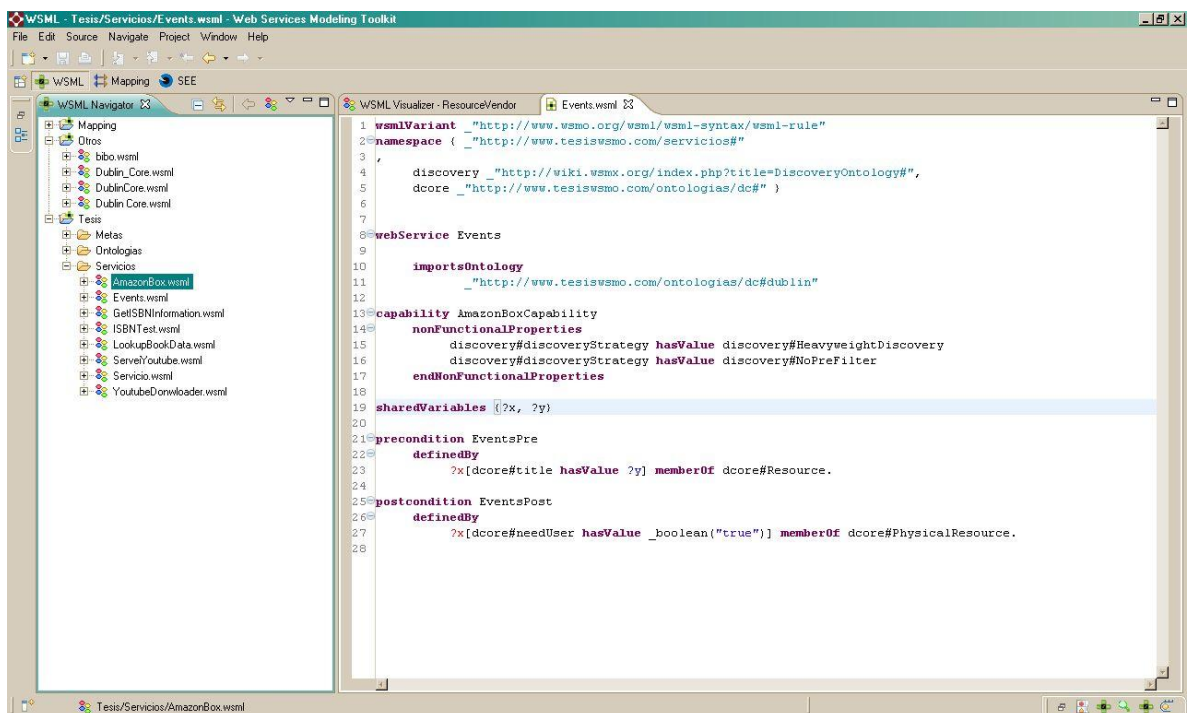 WSML - Tesis/Servicios/Events.wsml - Web Services Modeling Toolkit
File Edit Source Navigate Project Window Help
WSML Mapping SEE
WSML Navigator
Mapping
Otros
bibo.wsml
Dublin_Core.wsml
DublinCore.wsml
Dublin Core.wsml
Tesis
Metas
Ontologias
Servicios
AmazonBox.wsml
Events.wsml
GetISBNInformation.wsml
ISBNTest.wsml
LookupBookData.wsml
ServeiYoutube.wsml
Servicio.wsml
YoutubeDonwloader.wsml
WSML Visualizer - ResourceVendor Events.wsml
1 wsmlVariant _"http://www.wsmo.org/wsml/wsml-syntax/wsml-rule"
2 namespace { _"http://www.tesiswsmo.com/servicios#"
3 ,
4 discovery _"http://wiki.wsmx.org/index.php?title=DiscoveryOntology#",
5 dcore _"http://www.tesiswsmo.com/ontologias/dc#" }
6
7
8 webService Events
9
10 importsOntology
11 _"http://www.tesiswsmo.com/ontologias/dc#dublin"
12
13 capability AmazonBoxCapability
14 nonFunctionalProperties
15 discovery#discoveryStrategy hasValue discovery#HeavyweightDiscovery
16 discovery#discoveryStrategy hasValue discovery#NoPreFilter
17 endNonFunctionalProperties
18
19 sharedVariables {?x, ?y}
20
21 precondition EventsPre
22 definedBy
23 ?x[dcore#title hasValue ?y] memberOf dcore#Resource.
24
25 postcondition EventsPost
26 definedBy
27 ?x[dcore#needUser hasValue _boolean("true")] memberOf dcore#PhysicalResource.
28
Tesis/Servicios/AmazonBox.wsml